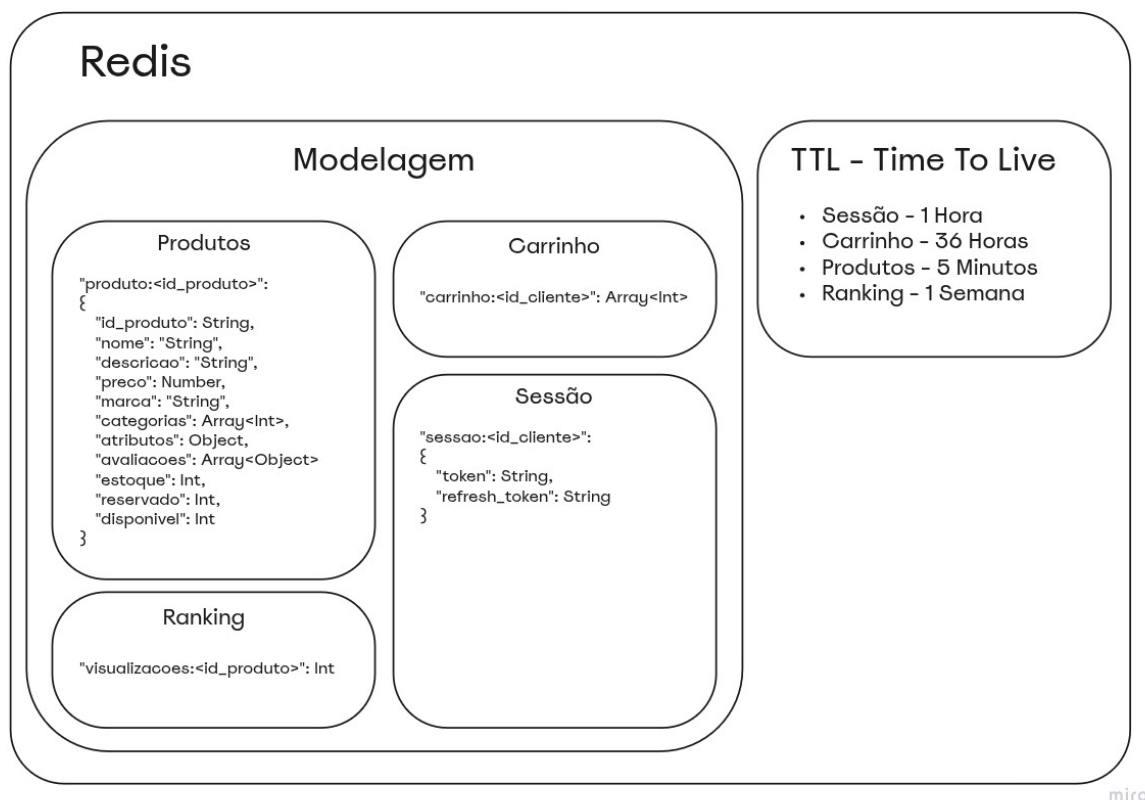 Redis
Modelagem
Produtos
"produto:<id_produto>":
{
"id_produto": String,
"nome": "String",
"descricao": "String",
"preco": Number,
"marca": "String",
"categorias": Array<Int>,
"atributos": Object,
"avaliacoes": Array<Object>
"estoque": Int,
"reservado": Int,
"disponivel": Int
}
Ranking
"visualizacoes:<id_produto>": Int
Carrinho
"carrinho:<id_cliente>": Array<Int>
Sessão
"sessao:<id_cliente>":
{
"token": String,
"refresh_token": String
}
TTL - Time To Live
• Sessão - 1 Hora
• Carrinho - 36 Horas
• Produtos - 5 Minutos
• Ranking - 1 Semana